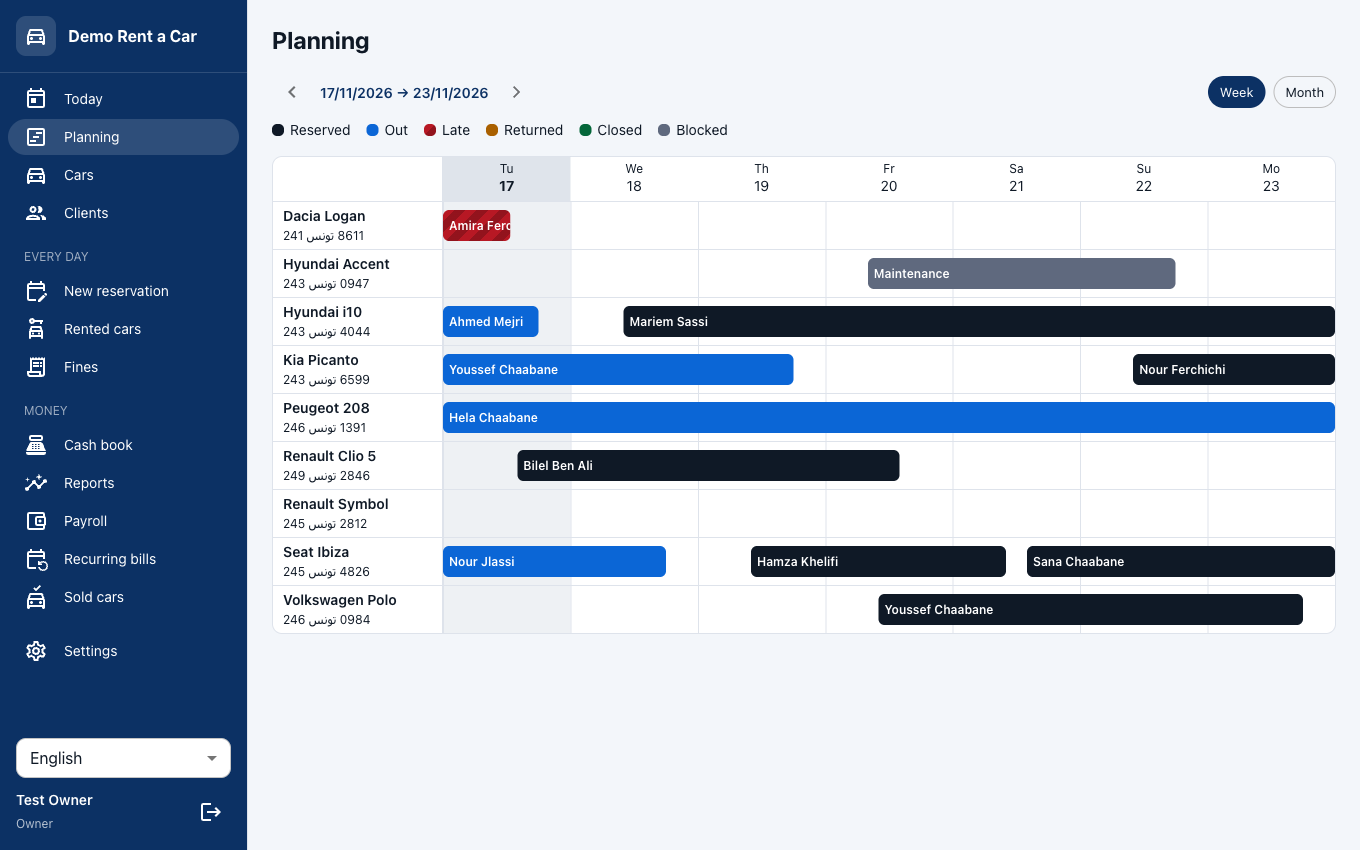 Demo Rent a Car
Today
Planning
Cars
Clients
EVERY DAY
New reservation
Rented cars
Fines
MONEY
Cash book
Reports
Payroll
Recurring bills
Sold cars
Settings
English
Test Owner
Owner
Planning
17/11/2026 → 23/11/2026
Week
Month
Reserved
Out
Late
Returned
Closed
Blocked
Tu
We
Th
Fr
Sa
Su
Mo
17
18
19
20
21
22
23
Dacia Logan
241 تونس 8611
Amira Ferc
Hyundai Accent
243 تونس 0947
Maintenance
Hyundai i10
243 تونس 4044
Ahmed Mejri
Mariem Sassi
Kia Picanto
243 تونس 6599
Youssef Chaabane
Nour Ferchichi
Peugeot 208
246 تونس 1391
Hela Chaabane
Renault Clio 5
249 تونس 2846
Bilel Ben Ali
Renault Symbol
245 تونس 2812
Seat Ibiza
245 تونس 4826
Nour Jlassi
Hamza Khelifi
Sana Chaabane
Volkswagen Polo
246 تونس 0984
Youssef Chaabane